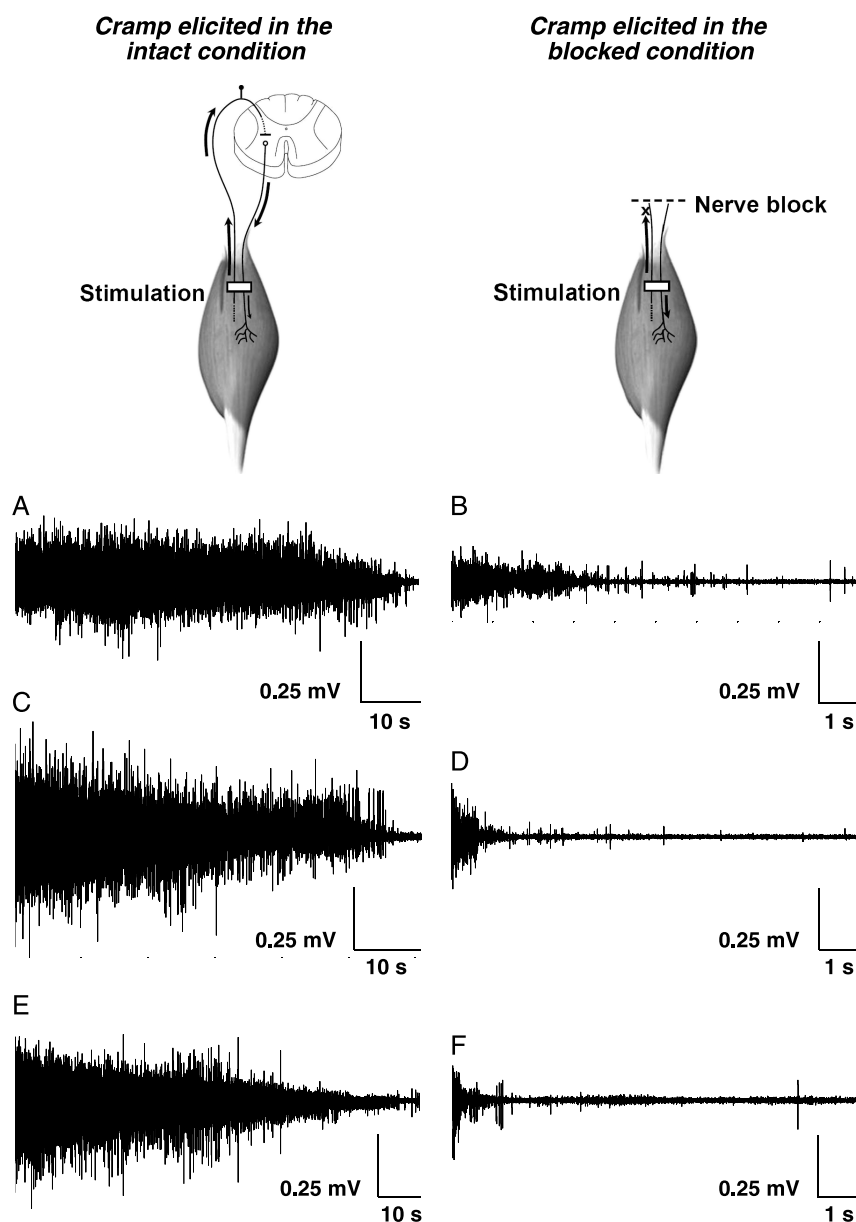 Cramp elicited in the
intact condition
Cramp elicited in the
blocked condition
Nerve block
x
Stimulation
Stimulation
A
B
0.25 mV
10 s
0.25 mV
1 s
C
D
0.25 mV
10 s
0.25 mV
1 s
E
F
0.25 mV
10 s
0.25 mV
1 s